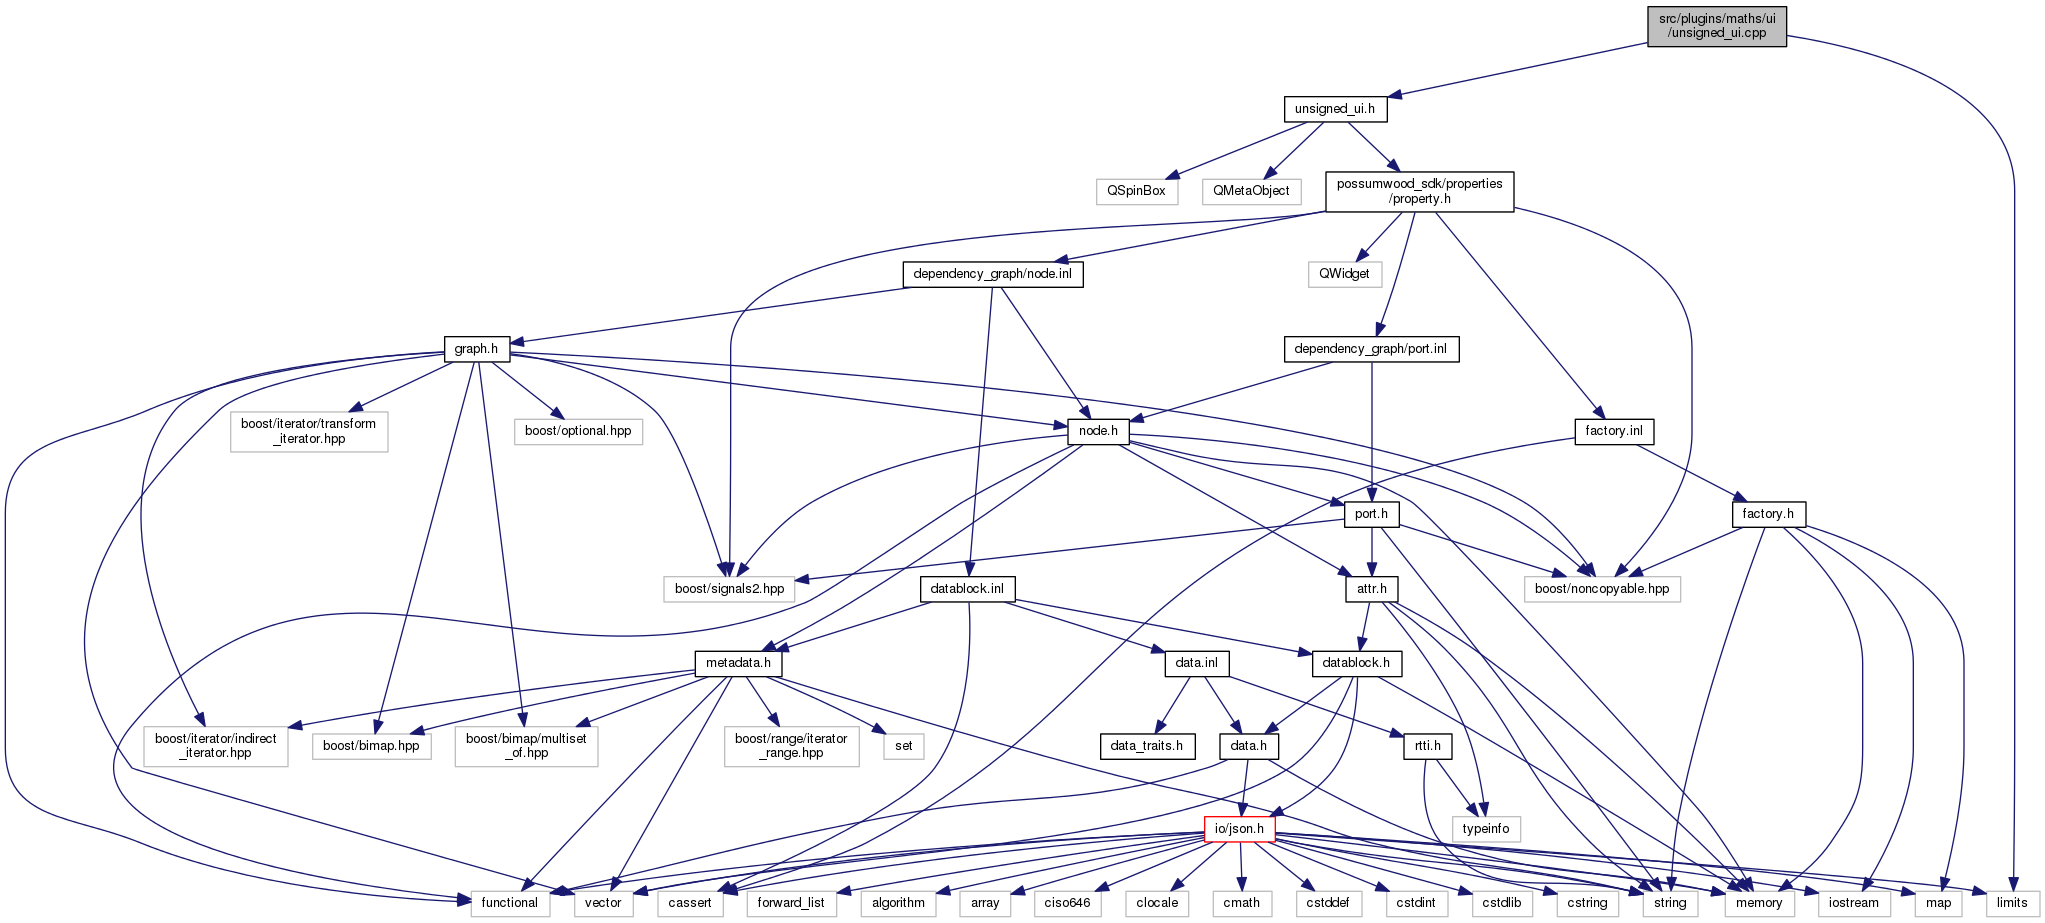 src/plugins/maths/ui
/unsigned_ui.cpp
unsigned_ui.h
QSpinBox
QMetaObject
possumwood_sdk/properties
/property.h
dependency_graph/node.inl
QWidget
graph.h
dependency_graph/port.inl
boost/iterator/transform
_iterator.hpp
boost/optional.hpp
node.h
factory.inl
port.h
factory.h
boost/signals2.hpp
datablock.inl
attr.h
boost/noncopyable.hpp
metadata.h
data.inl
datablock.h
boost/iterator/indirect
_iterator.hpp
boost/bimap.hpp
boost/bimap/multiset
_of.hpp
boost/range/iterator
_range.hpp
set
data_traits.h
data.h
rtti.h
io/json.h
typeinfo
functional
vector
cassert
forward_list
algorithm
array
ciso646
clocale
cmath
cstddef
cstdint
cstdlib
cstring
string
memory
iostream
map
limits